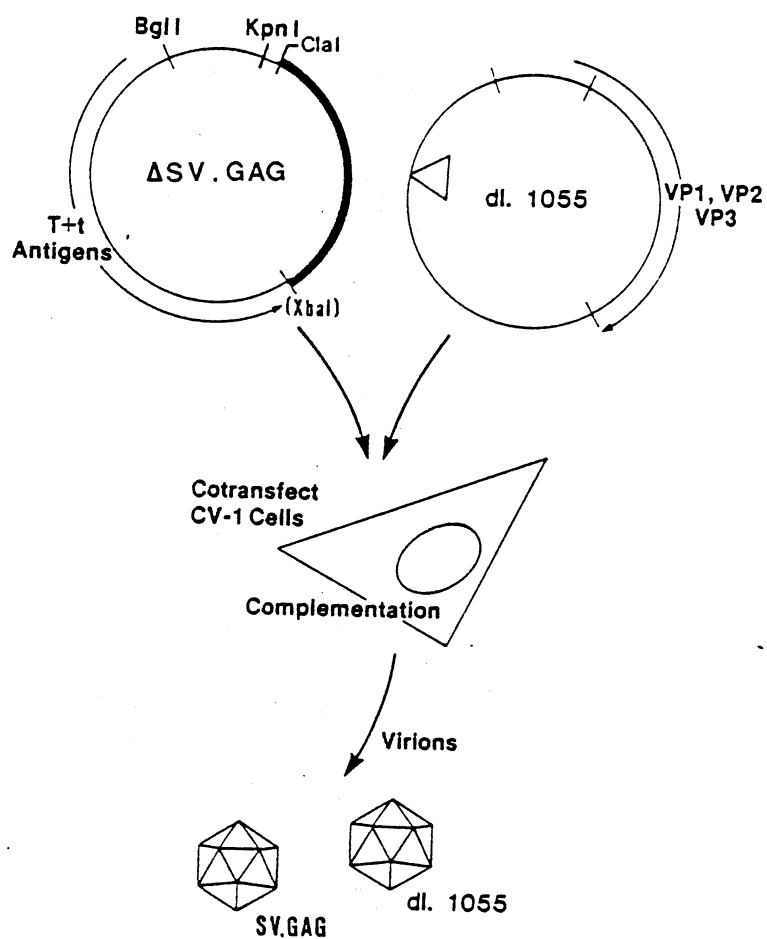 BglI
KpnI
ClaI
ΔSV.GAG
dl. 1055
VP1, VP2
VP3
T+t
Antigens
(XbaI)
Cotransfect
CV-1 Cells
Complementation
Virions
SV.GAG
dl. 1055